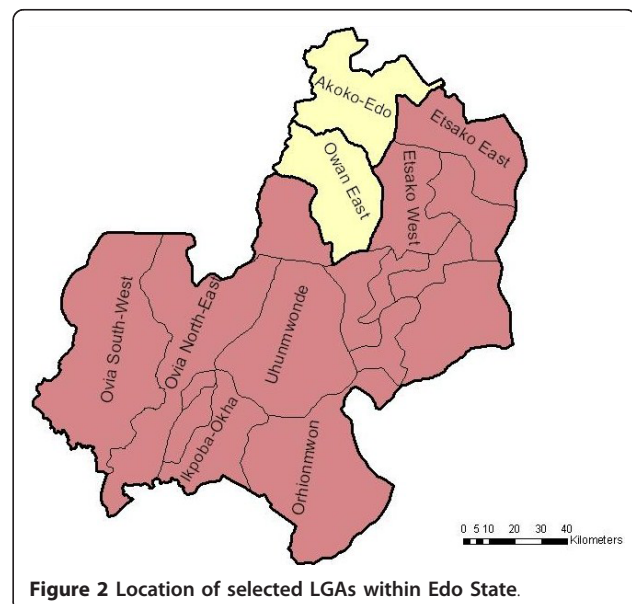 Akoko-Edo
Etsako East
Owan East
Etsako West
Ovia South-West
Ovia North-East
Uhunmwonde
Ikpoba-Okha
Orhionmwon
0 5 10 20 30 40
Kilometers
Figure 2 Location of selected LGAs within Edo State.